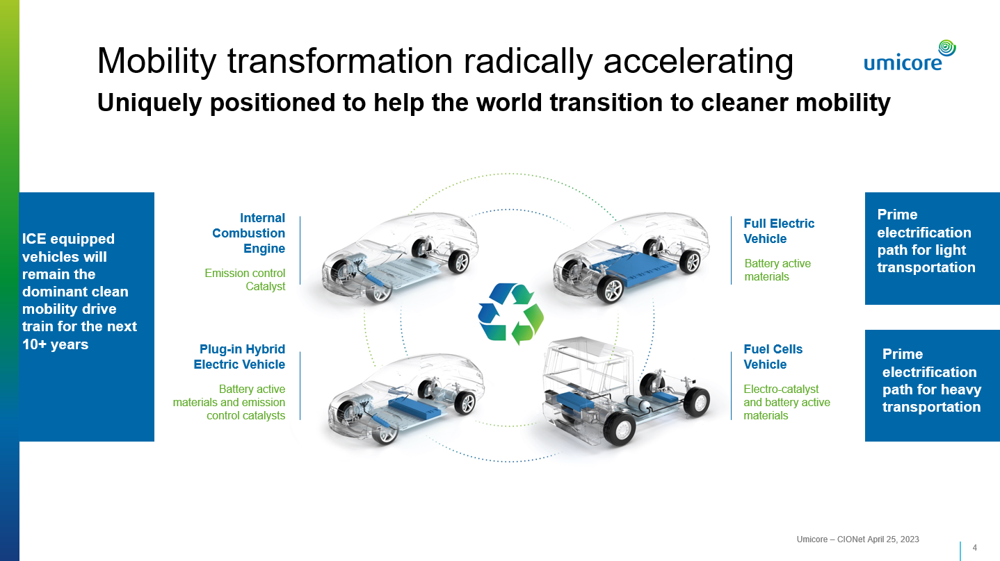 Mobility transformation radically accelerating
umicore
Uniquely positioned to help the world transition to cleaner mobility
ICE equipped
vehicles will
remain the
dominant clean
mobility drive
train for the next
10+ years
Internal
Combustion
Engine
Emission control
Catalyst
Plug-in Hybrid
Electric Vehicle
Battery active
materials and emission
control catalysts
Full Electric
Vehicle
Battery active
materials
Fuel Cells
Vehicle
Electro-catalyst
and battery active
materials
Prime
electrification
path for light
transportation
Prime
electrification
path for heavy
transportation
Umicore – CIONet April 25, 2023
4